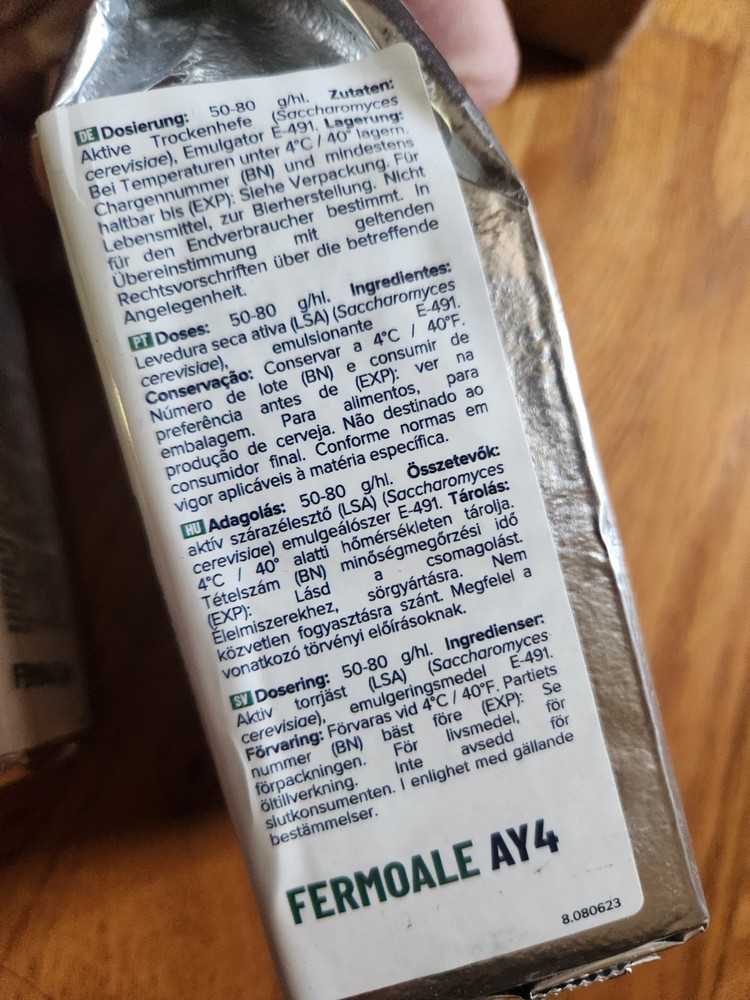 DE Dosierung: 50-80 g/hl. Zutaten:
Aktive Trockenhefe (Saccharomyces
cerevisiae), Emulgator E-491. Lagerung:
Bei Temperaturen unter 4°C / 40° lagern.
Chargennummer (BN) und mindestens
haltbar bis (EXP): Siehe Verpackung. Für
Lebensmittel, zur Bierherstellung. Nicht
für den Endverbraucher bestimmt. In
Übereinstimmung mit geltenden
Rechtsvorschriften über die betreffende
Angelegenheit.
PT Doses: 50-80 g/hl. Ingredientes:
Levedura seca ativa (LSA) (Saccharomyces
cerevisiae), emulsionante E-491.
Conservação: Conservar a 4°C / 40°F.
Número de lote (BN) e consumir de
preferência antes de (EXP): ver na
embalagem. Para alimentos, para
produção de cerveja. Não destinado ao
consumidor final. Conforme normas em
vigor aplicáveis à matéria específica.
HU Adagolás: 50-80 g/hl. Összetevők:
aktív szárazélesztő (LSA) (Saccharomyces
cerevisiae) emulgeálószer E-491. Tárolás:
4°C / 40° alatti hőmérsékleten tárolja.
Tételszám (BN) minőségmegőrzési idő
(EXP): Lásd a csomagolást.
Élelmiszerekhez, sörgyártásra. Nem
közvetlen fogyasztásra szánt. Megfelel a
vonatkozó törvényi előírásoknak.
SV Dosering: 50-80 g/hl. Ingredienser:
Aktiv torrjäst (LSA) (Saccharomyces
cerevisiae), emulgeringsmedel E-491.
Förvaring: Förvaras vid 4°C / 40°F. Partiets
nummer (BN) bäst före (EXP): Se
förpackningen. För livsmedel, för
öltillverkning. Inte avsedd för
slutkonsumenten. I enlighet med gällande
bestämmelser.
FERMOALE AY4
8.080623